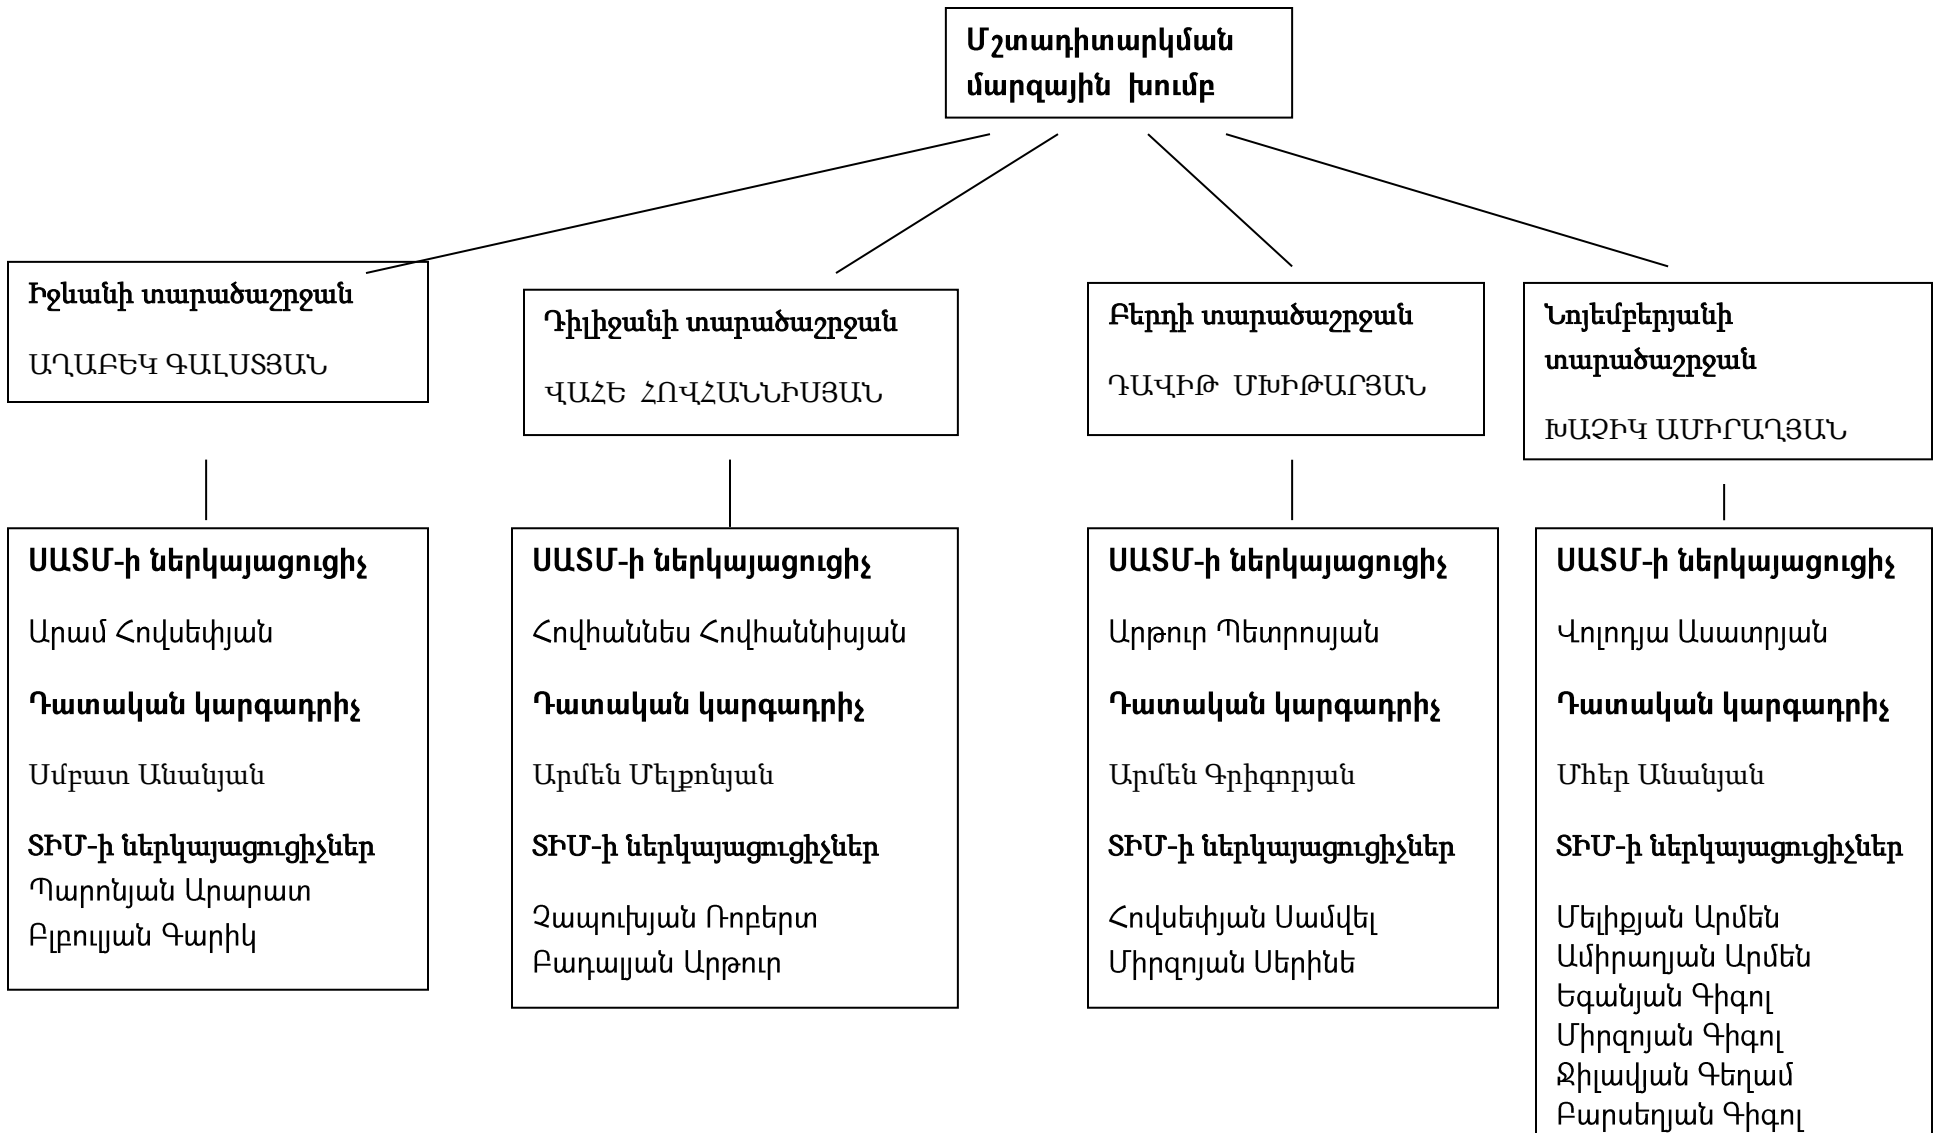 Մշտադիտարկման
մարզային խումբ
Իջևանի տարածաշրջան
ԱՂԱԲԵԿ ԳԱԼՍՏՅԱՆ
Դիլիջանի տարածաշրջան
ՎԱՀԵ ՀՈՎՀԱՆՆԻՍՅԱՆ
Բերդի տարածաշրջան
ԴԱՎԻԹ ՄԽԻԹԱՐՅԱՆ
Նոյեմբերյանի
տարածաշրջան
ԽԱՉԻԿ ԱՄԻՐԱՂՅԱՆ
ՍԱՏՄ-ի ներկայացուցիչ
Արամ Հովսեփյան
Դատական կարգադրիչ
Սմբատ Անանյան
ՏԻՄ-ի ներկայացուցիչներ
Պարոնյան Արարատ
Բլբուլյան Գարիկ
ՍԱՏՄ-ի ներկայացուցիչ
Հովհաննես Հովհաննիսյան
Դատական կարգադրիչ
Արմեն Մելքոնյան
ՏԻՄ-ի ներկայացուցիչներ
Չապուխյան Ռոբերտ
Բադալյան Արթուր
ՍԱՏՄ-ի ներկայացուցիչ
Արթուր Պետրոսյան
Դատական կարգադրիչ
Արմեն Գրիգորյան
ՏԻՄ-ի ներկայացուցիչներ
Հովսեփյան Սամվել
Միրզոյան Սերինե
ՍԱՏՄ-ի ներկայացուցիչ
Վոլոդյա Ասատրյան
Դատական կարգադրիչ
Մհեր Անանյան
ՏԻՄ-ի ներկայացուցիչներ
Մելիքյան Արմեն
Ամիրաղյան Արմեն
Եգանյան Գիգոլ
Միրզոյան Գիգոլ
Ջիլավյան Գեղամ
Բարսեղյան Գիգոլ